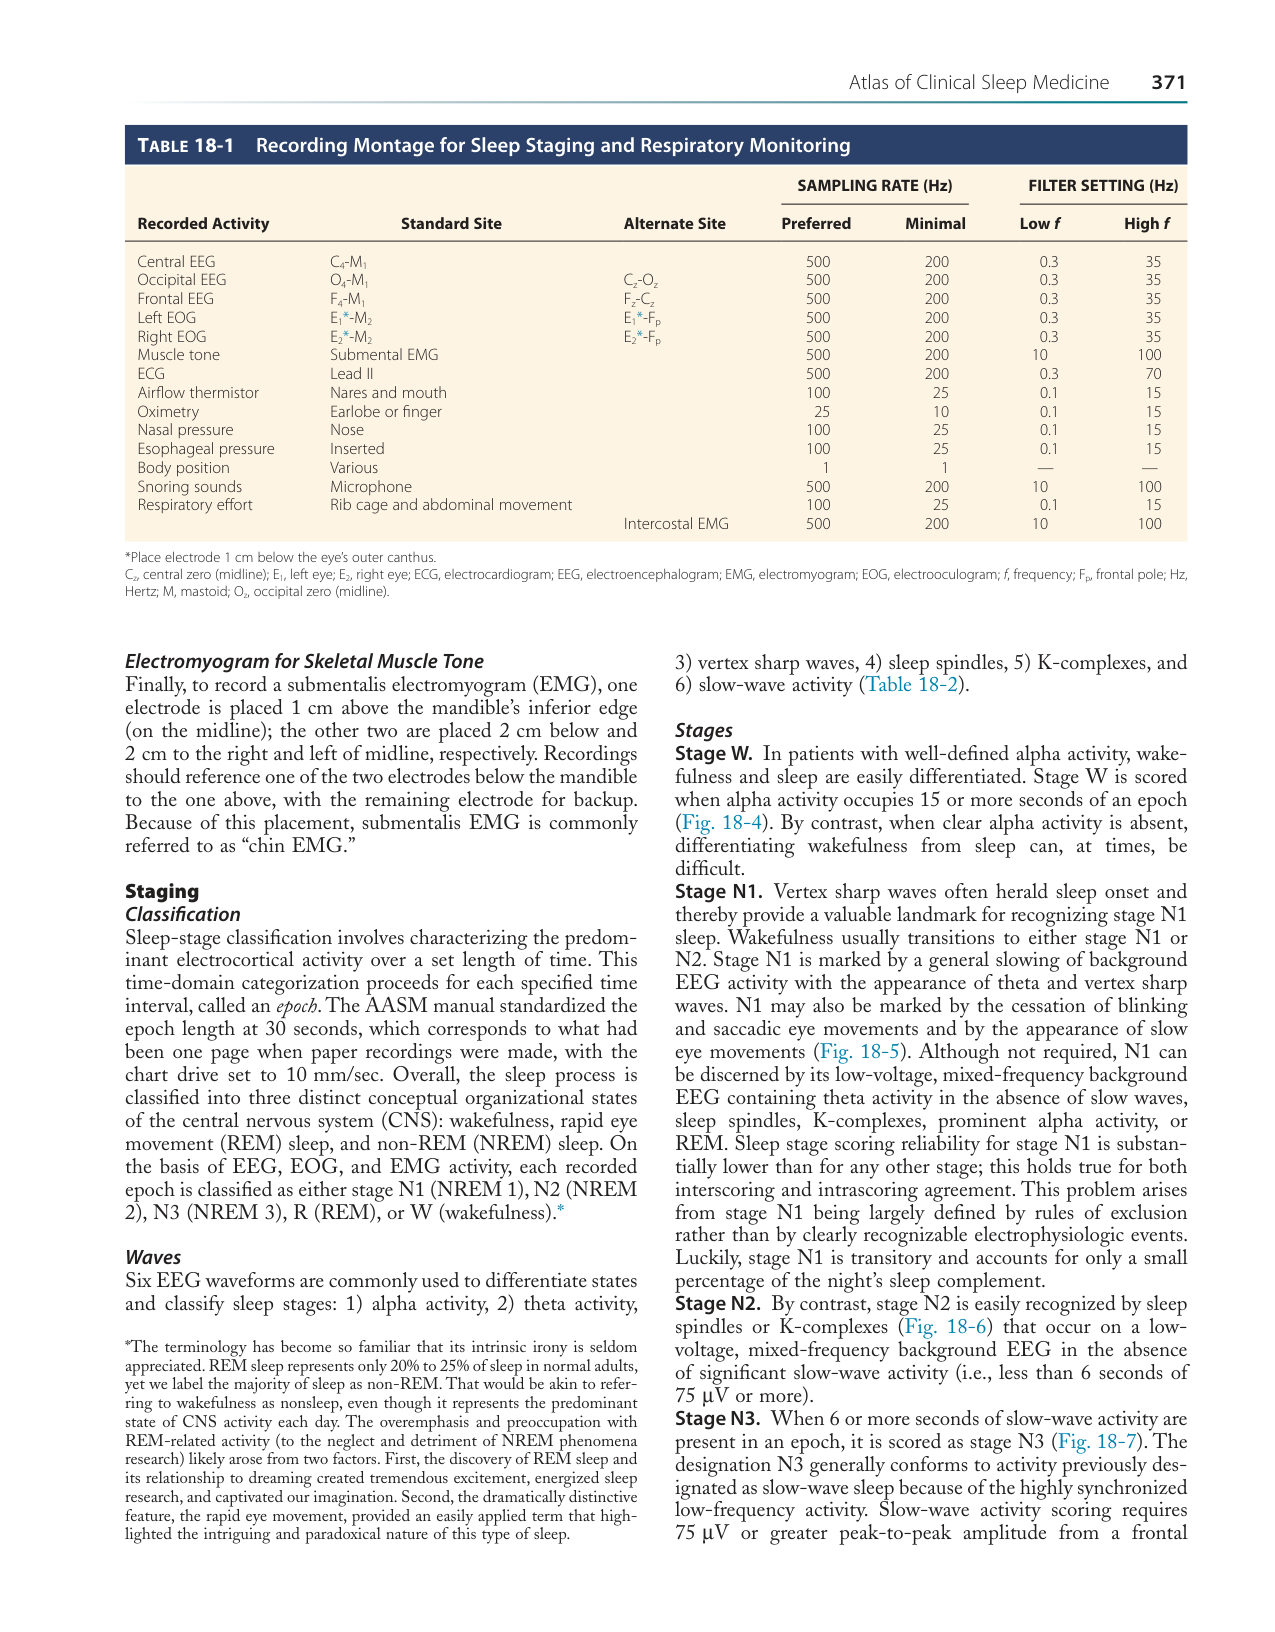 Atlas of Clinical Sleep Medicine 371
TABLE 18-1 Recording Montage for Sleep Staging and Respiratory Monitoring
SAMPLING RATE (Hz) FILTER SETTING (Hz)
Recorded Activity Standard Site Alternate Site Preferred Minimal Low f High f
Central EEG C4-M1 500 200 0.3 35
Occipital EEG O4-M1 Cz-Oz 500 200 0.3 35
Frontal EEG F4-M1 Fz-Cz 500 200 0.3 35
Left EOG E1*-M2 E1*-Fp 500 200 0.3 35
Right EOG E2*-M2 E2*-Fp 500 200 0.3 35
Muscle tone Submental EMG 500 200 10 100
ECG Lead II 500 200 0.3 70
Airflow thermistor Nares and mouth 100 25 0.1 15
Oximetry Earlobe or finger 25 10 0.1 15
Nasal pressure Nose 100 25 0.1 15
Esophageal pressure Inserted 100 25 0.1 15
Body position Various 1 1 — —
Snoring sounds Microphone 500 200 10 100
Respiratory effort Rib cage and abdominal movement 100 25 0.1 15
Intercostal EMG 500 200 10 100
*Place electrode 1 cm below the eye's outer canthus.
Cz, central zero (midline); E1, left eye; E2, right eye; ECG, electrocardiogram; EEG, electroencephalogram; EMG, electromyogram; EOG, electrooculogram; f, frequency; Fp, frontal pole; Hz,
Hertz; M, mastoid; Oz, occipital zero (midline).
Electromyogram for Skeletal Muscle Tone
Finally, to record a submentalis electromyogram (EMG), one
electrode is placed 1 cm above the mandible's inferior edge
(on the midline); the other two are placed 2 cm below and
2 cm to the right and left of midline, respectively. Recordings
should reference one of the two electrodes below the mandible
to the one above, with the remaining electrode for backup.
Because of this placement, submentalis EMG is commonly
referred to as “chin EMG.”
Staging
Classification
Sleep-stage classification involves characterizing the predom-
inant electrocortical activity over a set length of time. This
time-domain categorization proceeds for each specified time
interval, called an epoch. The AASM manual standardized the
epoch length at 30 seconds, which corresponds to what had
been one page when paper recordings were made, with the
chart drive set to 10 mm/sec. Overall, the sleep process is
classified into three distinct conceptual organizational states
of the central nervous system (CNS): wakefulness, rapid eye
movement (REM) sleep, and non-REM (NREM) sleep. On
the basis of EEG, EOG, and EMG activity, each recorded
epoch is classified as either stage N1 (NREM 1), N2 (NREM
2), N3 (NREM 3), R (REM), or W (wakefulness).*
Waves
Six EEG waveforms are commonly used to differentiate states
and classify sleep stages: 1) alpha activity, 2) theta activity,
*The terminology has become so familiar that its intrinsic irony is seldom
appreciated. REM sleep represents only 20% to 25% of sleep in normal adults,
yet we label the majority of sleep as non-REM. That would be akin to refer-
ring to wakefulness as nonsleep, even though it represents the predominant
state of CNS activity each day. The overemphasis and preoccupation with
REM-related activity (to the neglect and detriment of NREM phenomena
research) likely arose from two factors. First, the discovery of REM sleep and
its relationship to dreaming created tremendous excitement, energized sleep
research, and captivated our imagination. Second, the dramatically distinctive
feature, the rapid eye movement, provided an easily applied term that high-
lighted the intriguing and paradoxical nature of this type of sleep.
3) vertex sharp waves, 4) sleep spindles, 5) K-complexes, and
6) slow-wave activity (Table 18-2).
Stages
Stage W. In patients with well-defined alpha activity, wake-
fulness and sleep are easily differentiated. Stage W is scored
when alpha activity occupies 15 or more seconds of an epoch
(Fig. 18-4). By contrast, when clear alpha activity is absent,
differentiating wakefulness from sleep can, at times, be
difficult.
Stage N1. Vertex sharp waves often herald sleep onset and
thereby provide a valuable landmark for recognizing stage N1
sleep. Wakefulness usually transitions to either stage N1 or
N2. Stage N1 is marked by a general slowing of background
EEG activity with the appearance of theta and vertex sharp
waves. N1 may also be marked by the cessation of blinking
and saccadic eye movements and by the appearance of slow
eye movements (Fig. 18-5). Although not required, N1 can
be discerned by its low-voltage, mixed-frequency background
EEG containing theta activity in the absence of slow waves,
sleep spindles, K-complexes, prominent alpha activity, or
REM. Sleep stage scoring reliability for stage N1 is substan-
tially lower than for any other stage; this holds true for both
interscoring and intrascoring agreement. This problem arises
from stage N1 being largely defined by rules of exclusion
rather than by clearly recognizable electrophysiologic events.
Luckily, stage N1 is transitory and accounts for only a small
percentage of the night's sleep complement.
Stage N2. By contrast, stage N2 is easily recognized by sleep
spindles or K-complexes (Fig. 18-6) that occur on a low-
voltage, mixed-frequency background EEG in the absence
of significant slow-wave activity (i.e., less than 6 seconds of
75 µV or more).
Stage N3. When 6 or more seconds of slow-wave activity are
present in an epoch, it is scored as stage N3 (Fig. 18-7). The
designation N3 generally conforms to activity previously des-
ignated as slow-wave sleep because of the highly synchronized
low-frequency activity. Slow-wave activity scoring requires
75 µV or greater peak-to-peak amplitude from a frontal